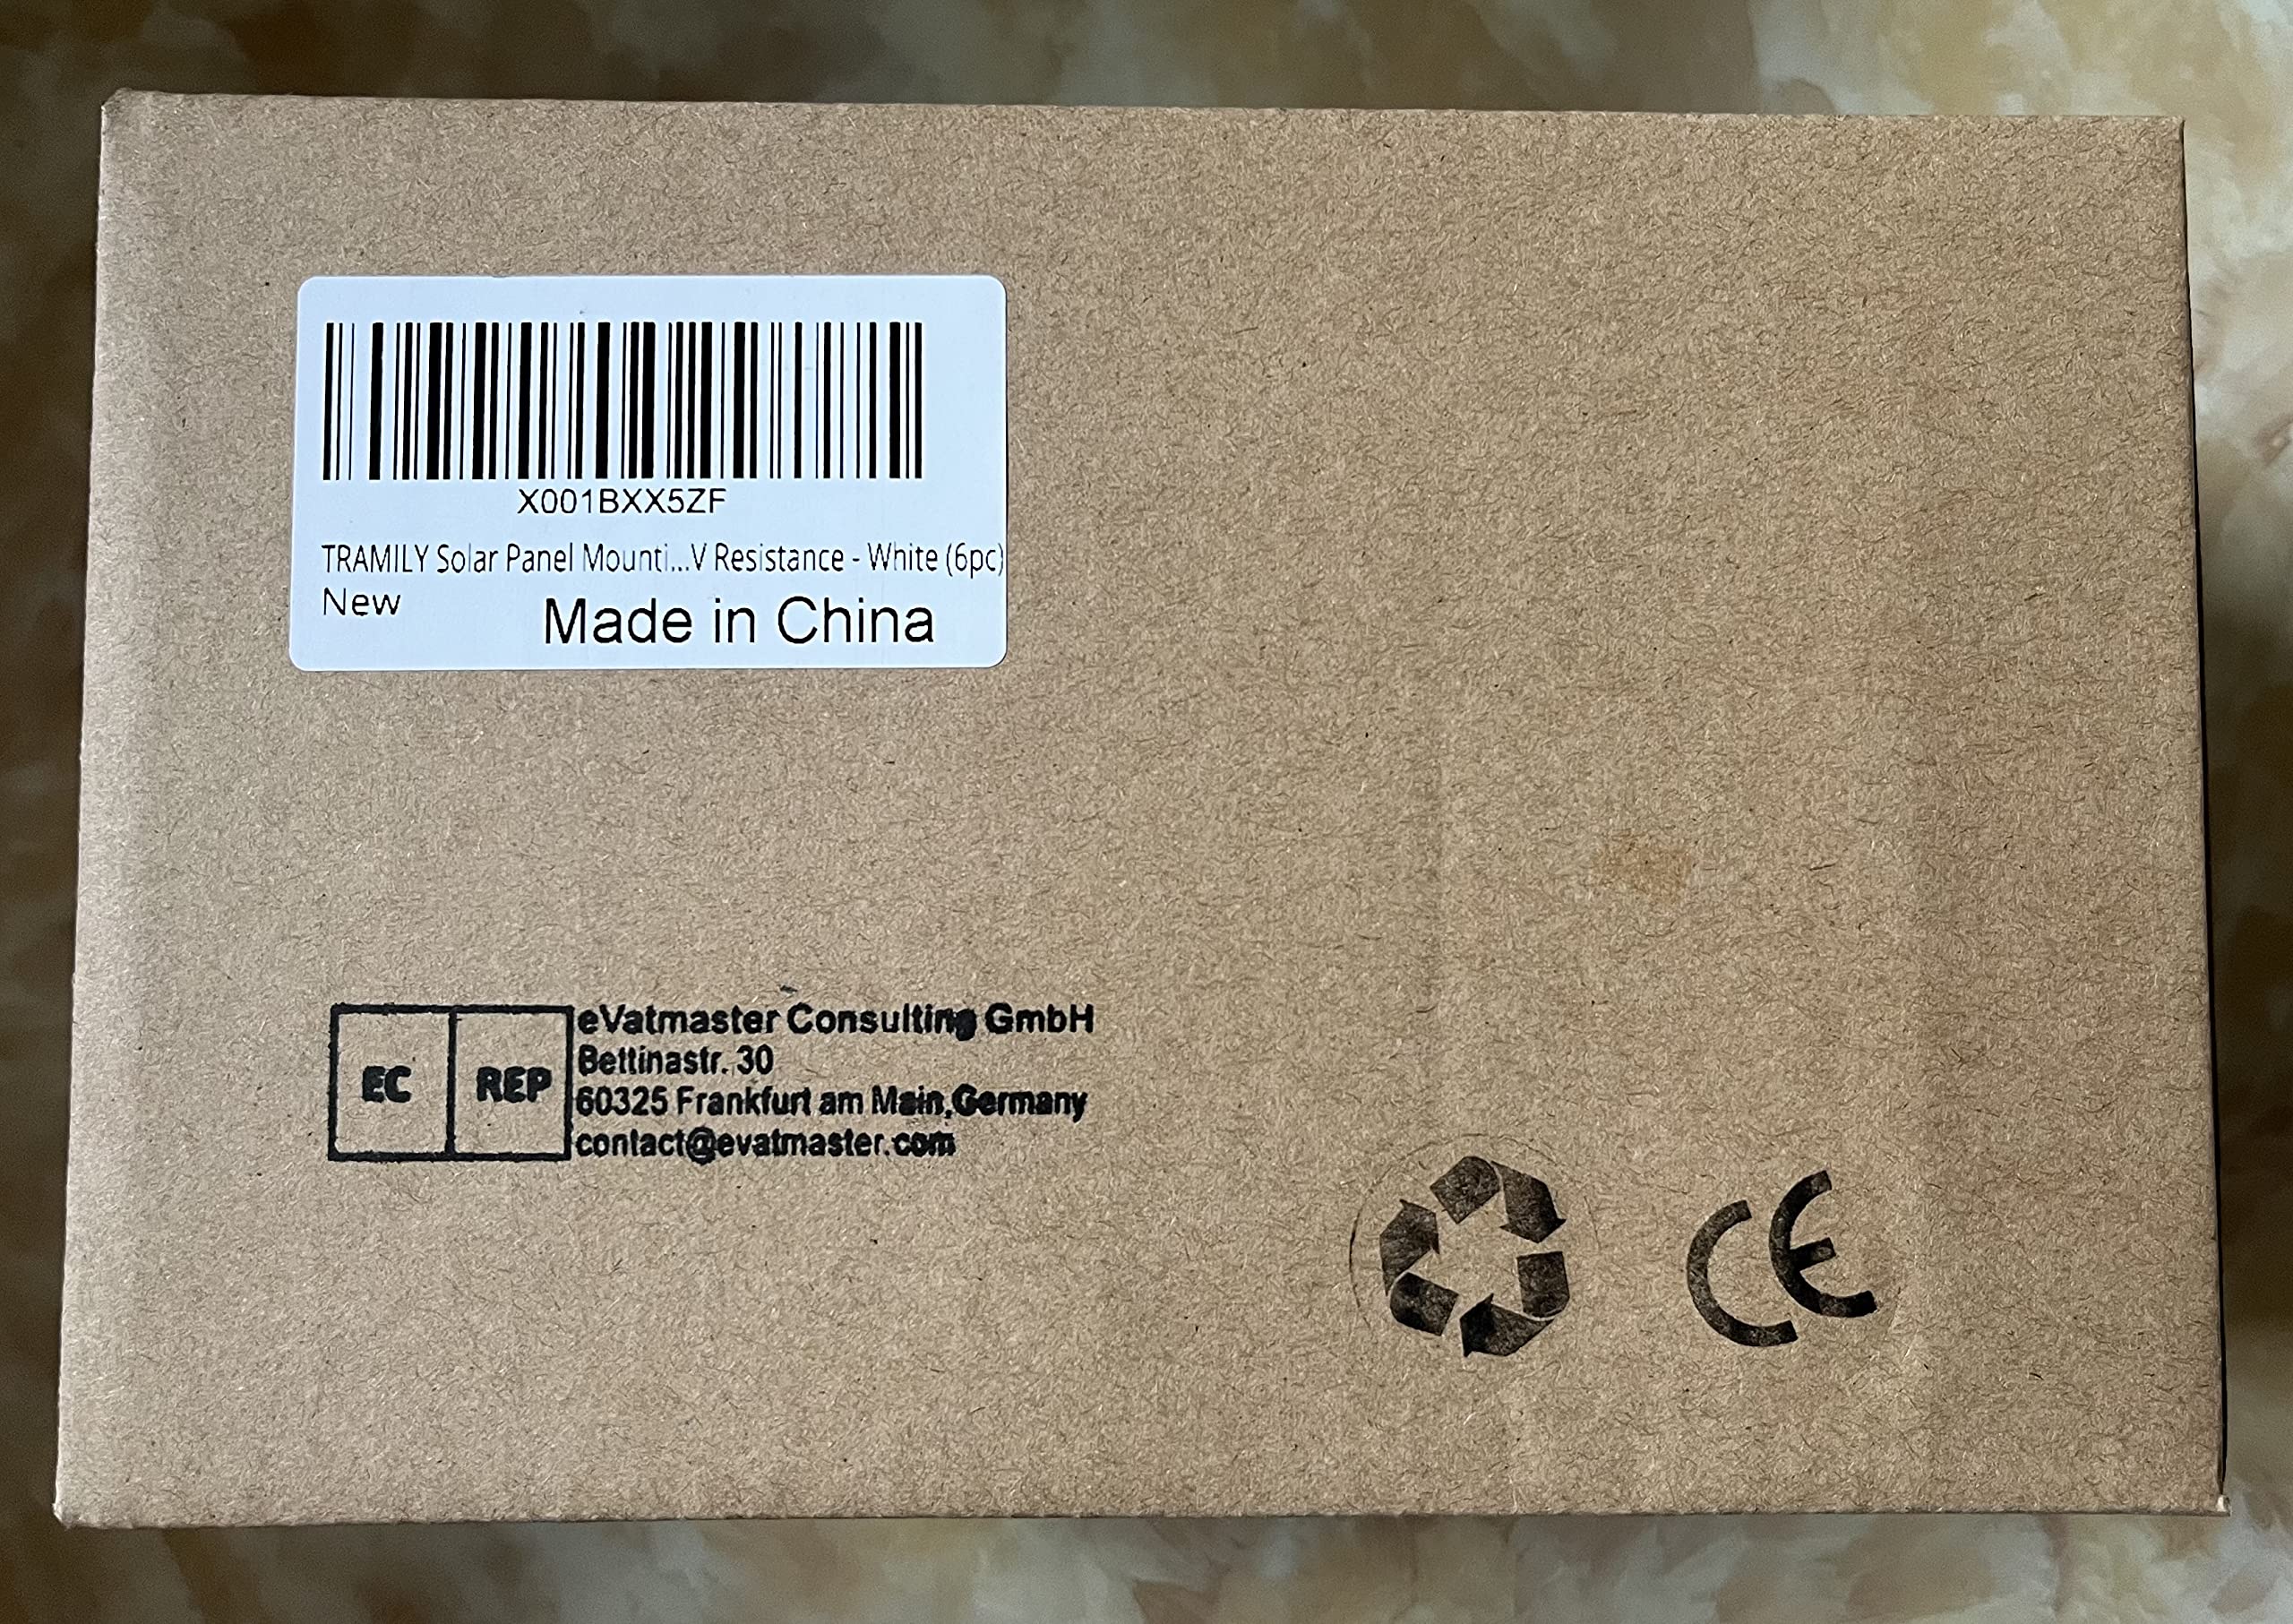 X001BXX5ZF
TRAMILY Solar Panel Mounti...V Resistance - White (6pc)
New
Made in China
EC REP
eVatmaster Consulting GmbH
Bettinastr. 30
60325 Frankfurt am Main,Germany
contact@evatmaster.com
CE